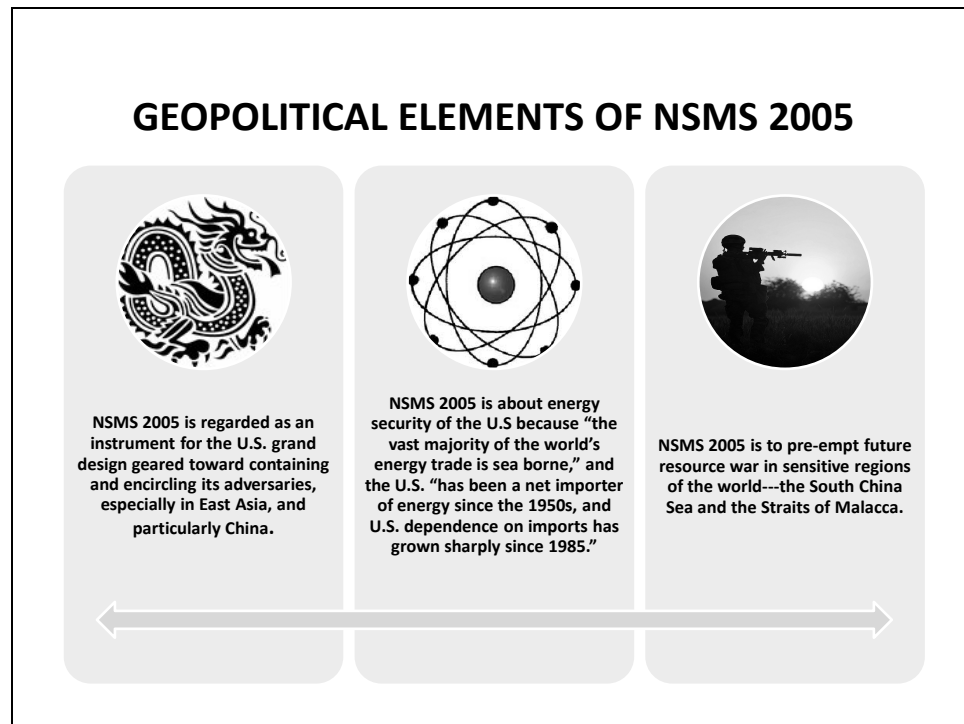 GEOPOLITICAL ELEMENTS OF NSMS 2005
NSMS 2005 is regarded as an
instrument for the U.S. grand
design geared toward containing
and encircling its adversaries,
especially in East Asia, and
particularly China.
NSMS 2005 is about energy
security of the U.S because “the
vast majority of the world’s
energy trade is sea borne,” and
the U.S. “has been a net importer
of energy since the 1950s, and
U.S. dependence on imports has
grown sharply since 1985.”
NSMS 2005 is to pre-empt future
resource war in sensitive regions
of the world---the South China
Sea and the Straits of Malacca.